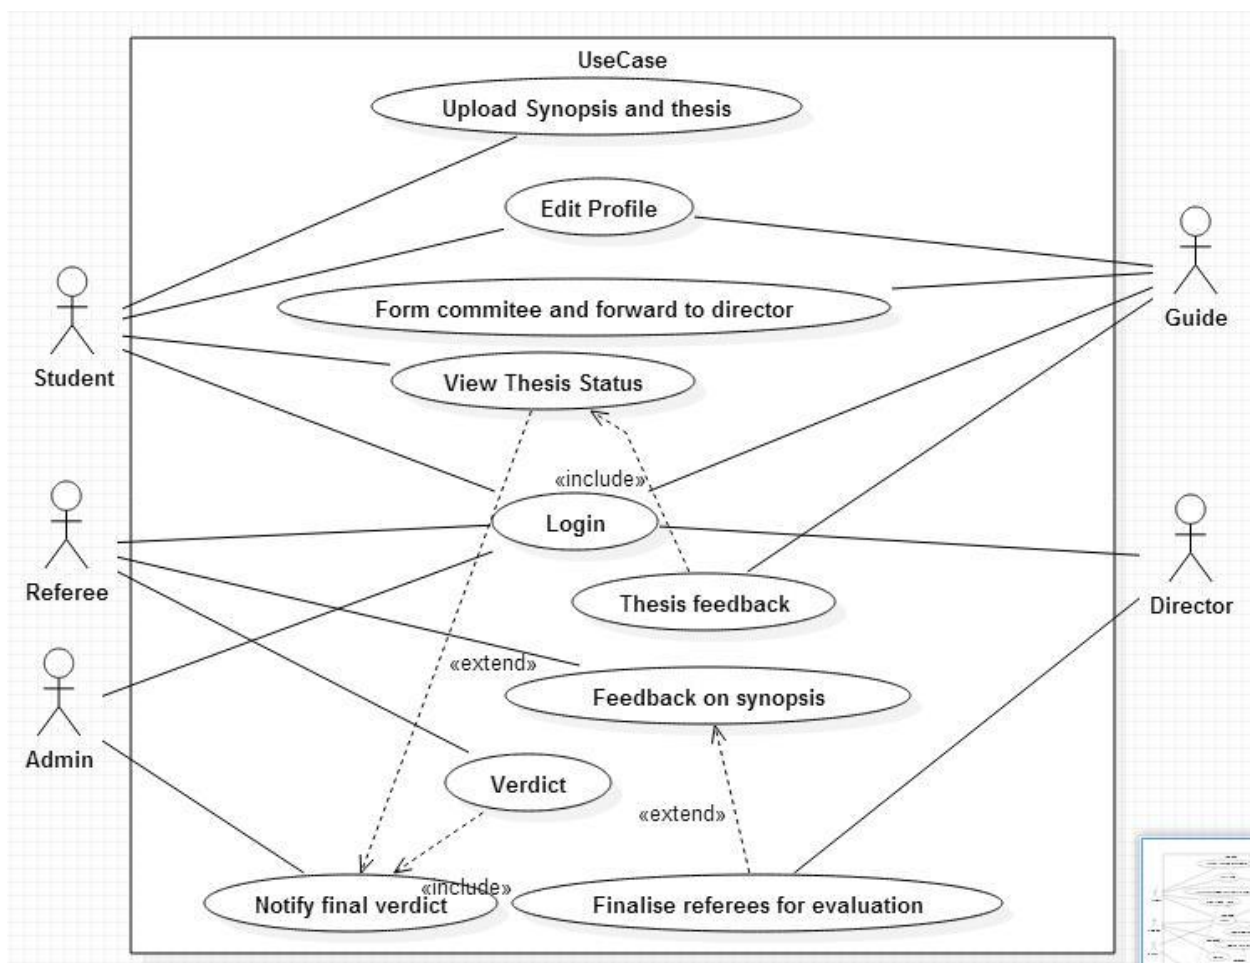 UseCase
Upload Synopsis and thesis
Edit Profile
Form commitee and forward to director
Guide
View Thesis Status
Student
«include»
Login
Referee
Thesis feedback
Director
«extend»
Feedback on synopsis
Admin
Verdict
«extend»
«include»
Notify final verdict
Finalise referees for evaluation